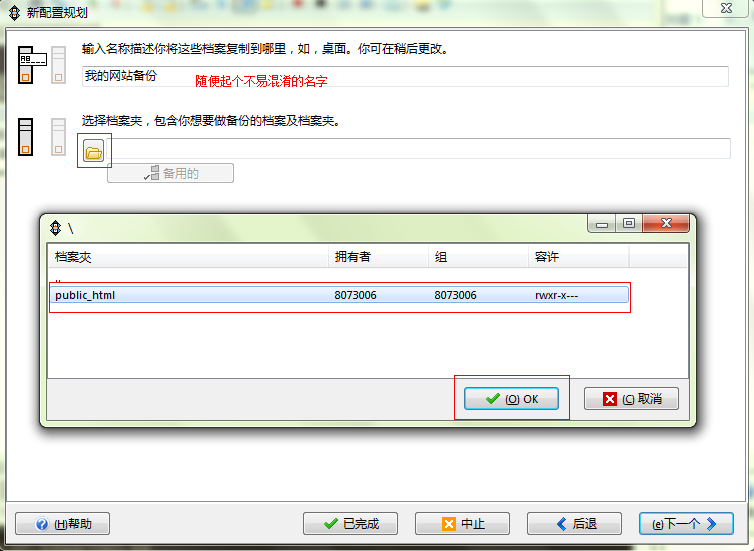 新配置规划
输入名称描述你将这些档案复制到哪里，如，桌面。你可在稍后更改。
AB___
我的网站备份 随便起个不易混淆的名字
选择档案夹，包含你想要做备份的档案及档案夹。
备用的
\
档案夹 拥有者 组 容许
..
public_html 8073006 8073006 rwxr-x---
(O) OK (C) 取消
(H)帮助 已完成 中止 后退 (e)下一个